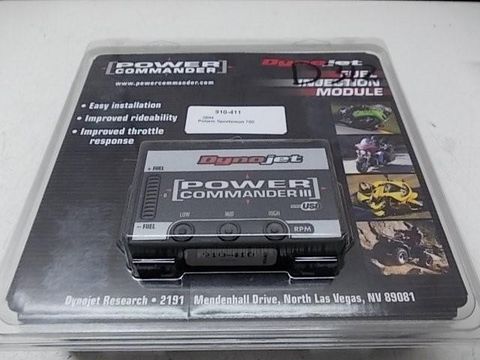 POWER
COMMANDER
www.powercommander.com
Dynojet
FUEL
INJECTION
MODULE
• Easy installation
• Improved rideability
• Improved throttle
response
910-411
Polaris Sportsman 700
Dynojet
+ FUEL
POWER
COMMANDER III
USB
LOW MID HIGH
- FUEL
RPM
Dynojet Research • 2191 Mendenhall Drive, North Las Vegas, NV 89081